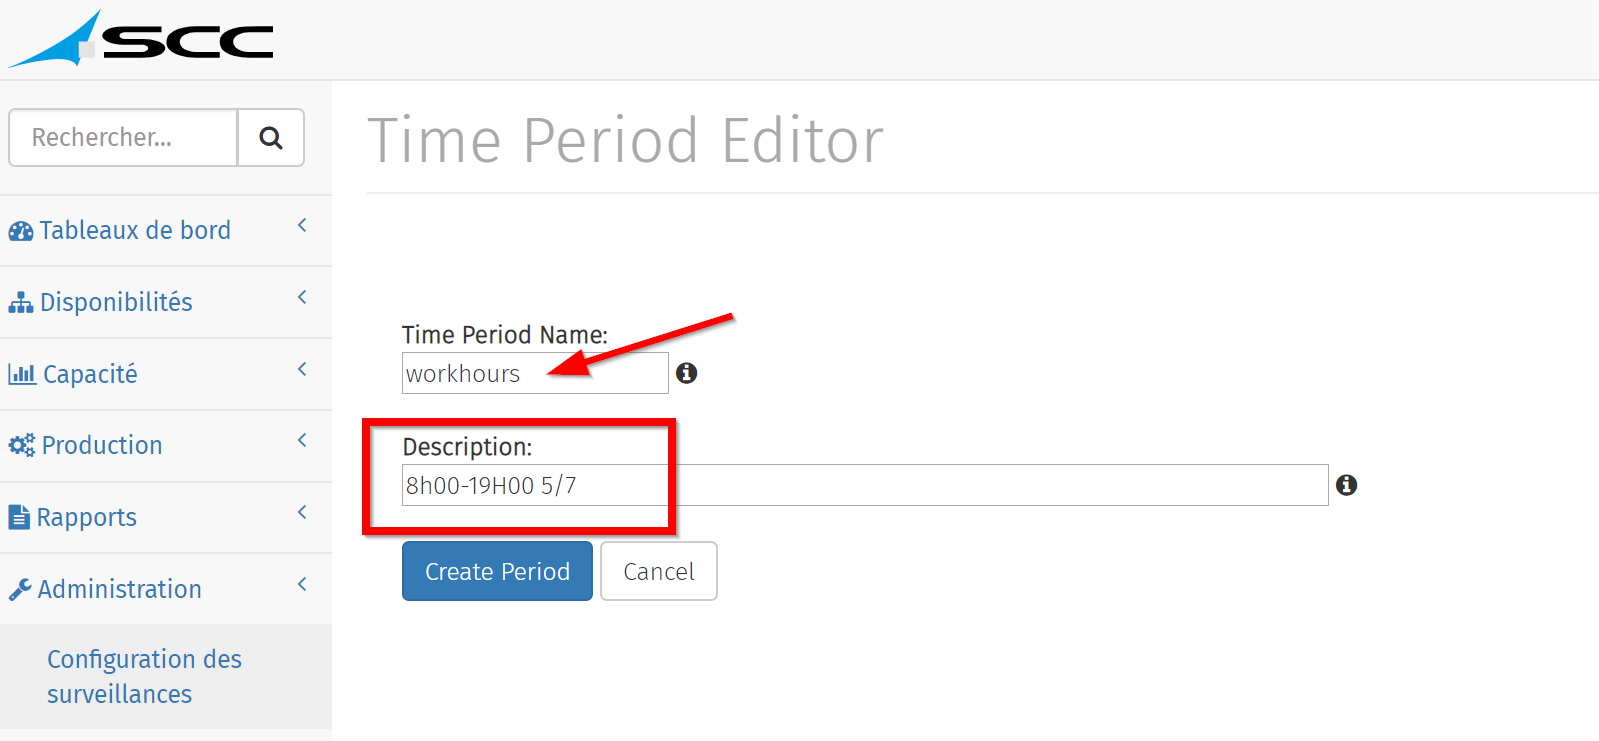 SCC
Rechercher...
Time Period Editor
Tableaux de bord
Disponibilités
Capacité
Production
Rapports
Administration
Configuration des
surveillances
Time Period Name:
workhours
Description:
8h00-19H00 5/7
Create Period Cancel